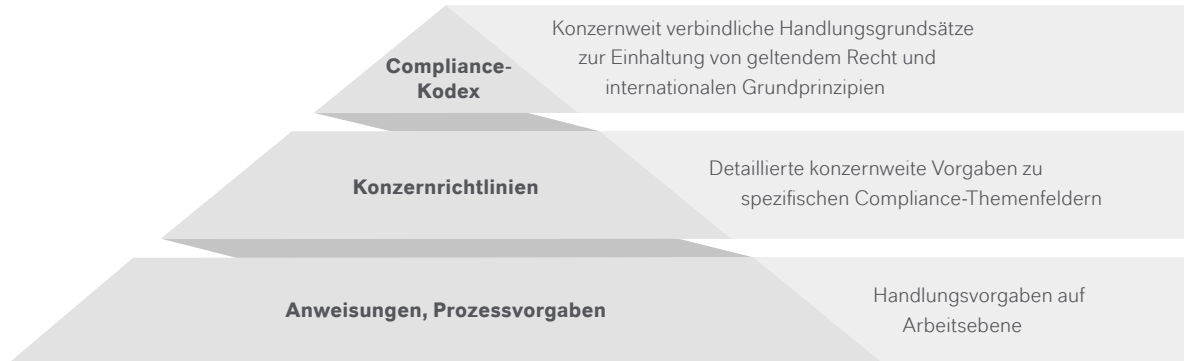 Compliance-
Kodex
Konzernweit verbindliche Handlungsgrundsätze
zur Einhaltung von geltendem Recht und
internationalen Grundprinzipien
Konzernrichtlinien
Detaillierte konzernweite Vorgaben zu
spezifischen Compliance-Themenfeldern
Anweisungen, Prozessvorgaben
Handlungsvorgaben auf
Arbeitsebene